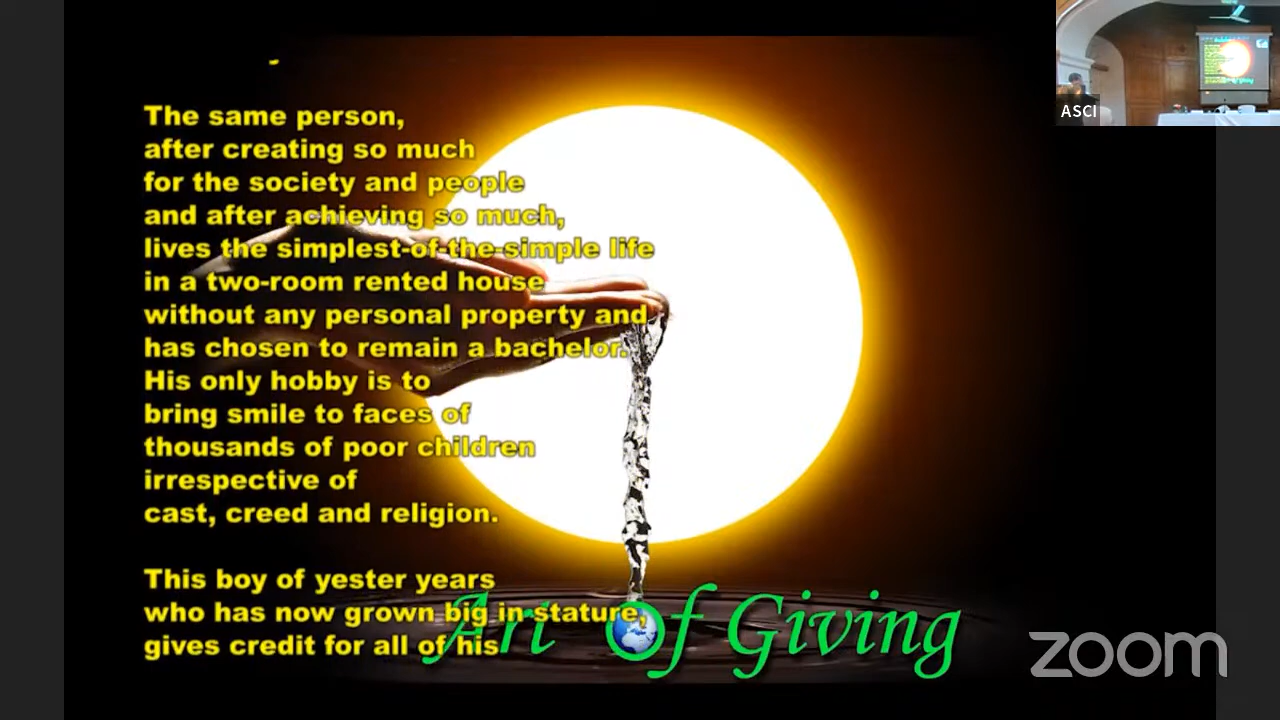 The same person,
after creating so much
for the society and people
and after achieving so much,
lives the simplest-of-the-simple life
in a two-room rented house
without any personal property and
has chosen to remain a bachelor.
His only hobby is to
bring smile to faces of
thousands of poor children
irrespective of
cast, creed and religion.
This boy of yester years
who has now grown big in stature,
gives credit for all of his
Art Of Giving
ASCI
zoom